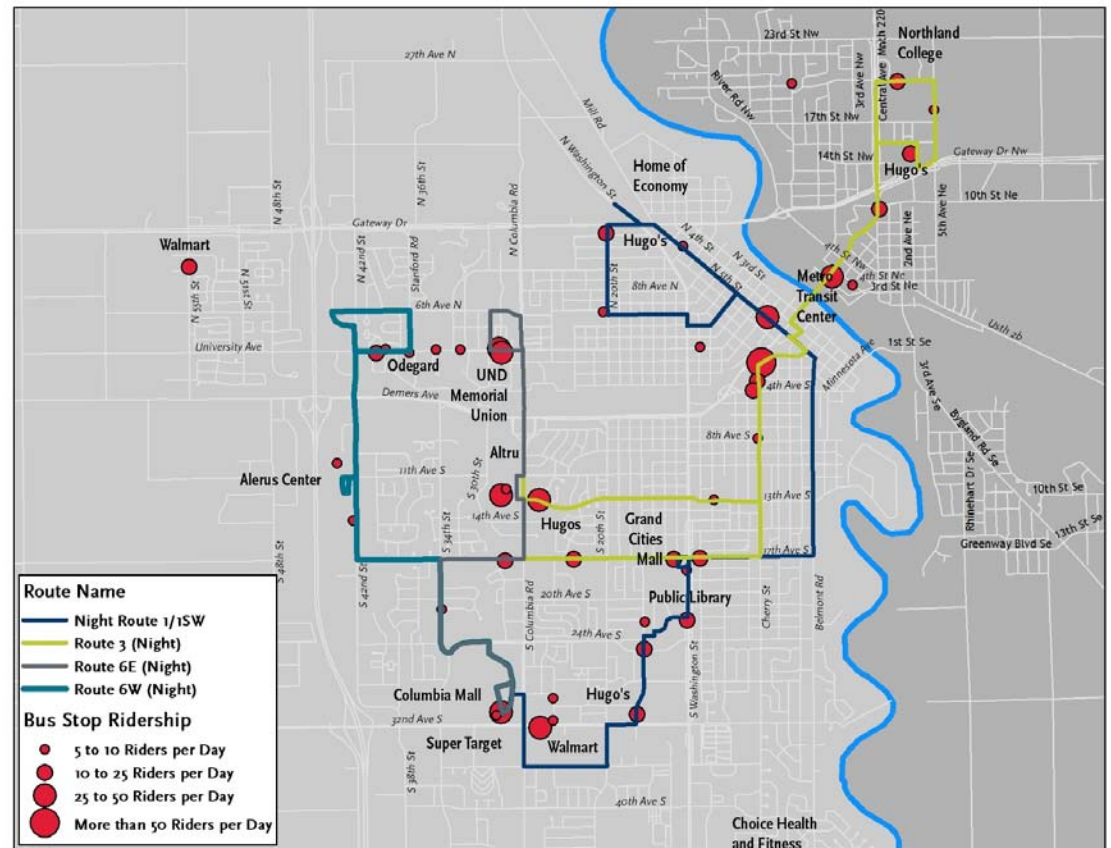 23rd St Nw
Mach 220
Northland
College
27th Ave N
River Rd Nw
3rd Ave Nw
Central Ave
Mill Rd
17th St Nw
N Washington St
14th St Nw
Gateway Dr Nw
Hugo's
Home of
Economy
N 36th St
N 48th St
N Columbia Rd
10th St Ne
5th Ave Ne
2nd Ave Ne
Gateway Dr
Walmart
Hugo's
N 4th St
N 3rd St
N 5th St
4th St Nw
N 42nd St
Stanford Rd
N 55th St
N 51st St
N 20th St
8th Ave N
Metro
Transit
Center
4th St Ne
3rd St Ne
6th Ave N
Usth 2b
University Ave
Odegard
UND
Memorial
Union
Minnesota Ave
1st St Se
3rd Ave Se
Demers Ave
4th Ave S
Bygland Rd Se
8th Ave S
Altru
11th Ave S
S 30th St
Alerus Center
Rhinehart Dr Se
10th St Se
14th Ave S
Hugos
S 20th St
Grand
Cities
Mall
13th Ave S
13th St Se
S 34th St
17th Ave S
Greenway Blvd Se
S 48th St
S 42nd St
20th Ave S
Public Library
S Columbia Rd
Cherry St
Belmont Rd
24th Ave S
S Washington St
Columbia Mall
Hugo's
32nd Ave S
Super Target
Walmart
S 38th St
40th Ave S
Choice Health
and Fitness
Route Name
Night Route 1/1SW
Route 3 (Night)
Route 6E (Night)
Route 6W (Night)
Bus Stop Ridership
5 to 10 Riders per Day
10 to 25 Riders per Day
25 to 50 Riders per Day
More than 50 Riders per Day